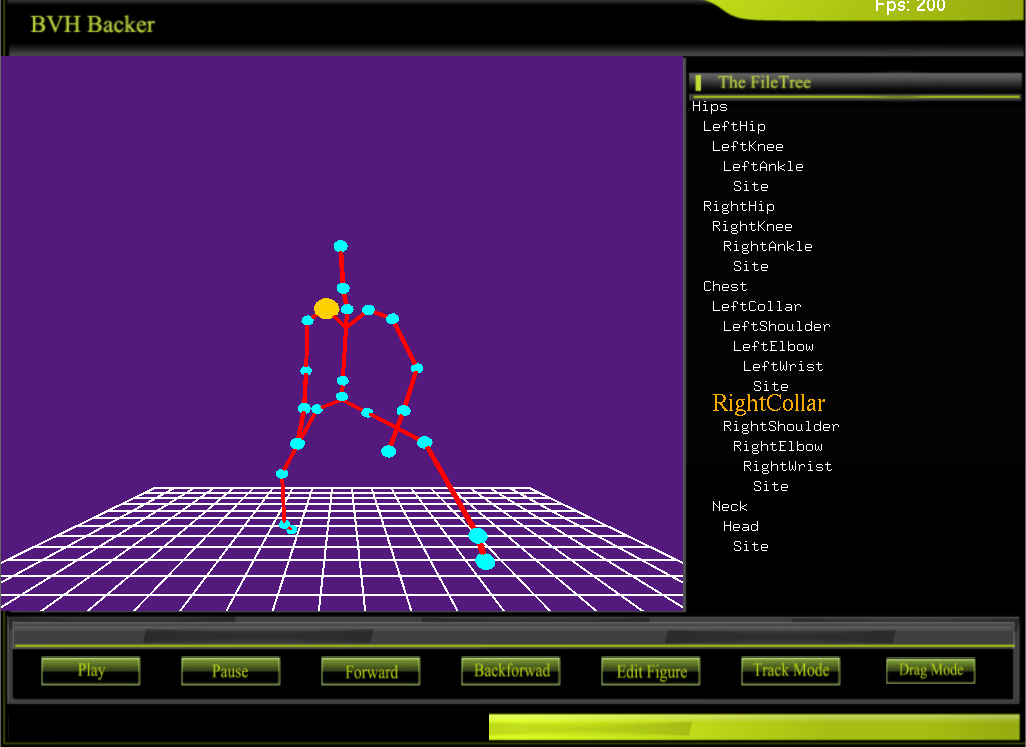 Fps: 200
BVH Backer
The FileTree
Hips
LeftHip
LeftKnee
LeftAnkle
Site
RightHip
RightKnee
RightAnkle
Site
Chest
LeftCollar
LeftShoulder
LeftElbow
LeftWrist
Site
RightCollar
RightShoulder
RightElbow
RightWrist
Site
Neck
Head
Site
Play Pause Forward Backforwad Edit Figure Track Mode Drag Mode